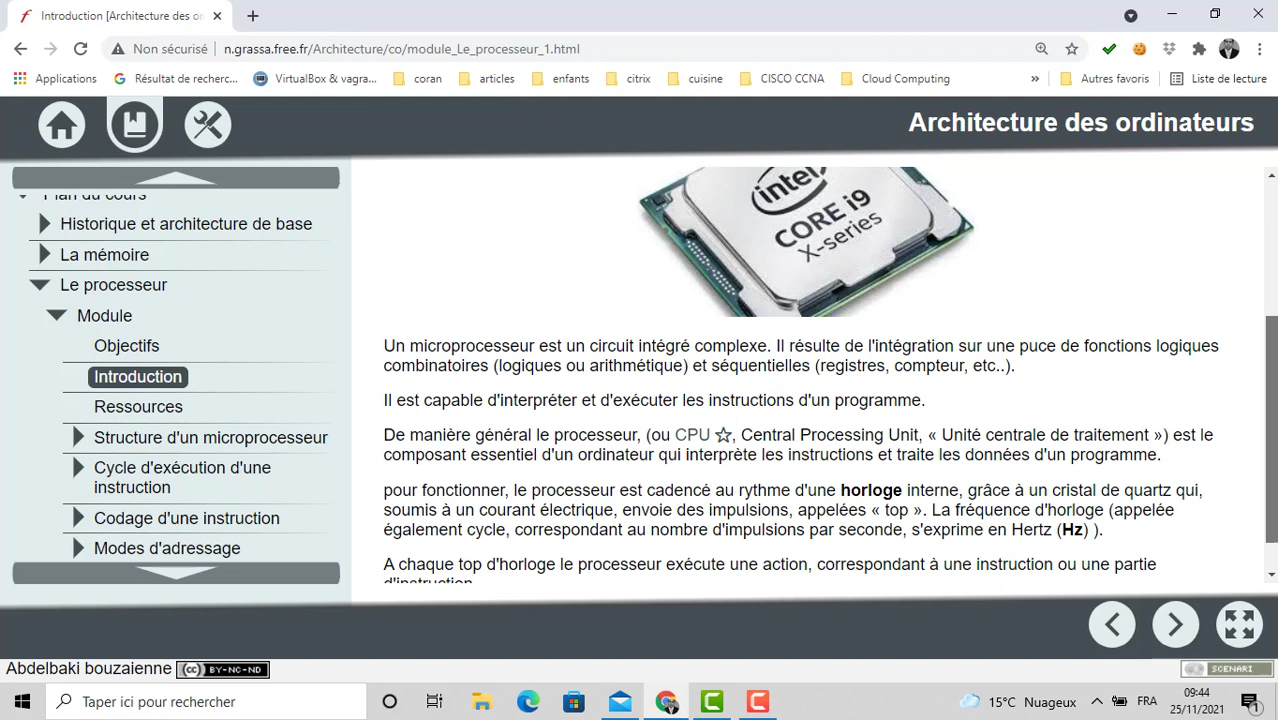 Introduction [Architecture des or
Non sécurisé
n.grassa.free.fr/Architecture/co/module_Le_processeur_1.html
Applications
Résultat de recherc...
VirtualBox & vagra...
coran
articles
enfants
citrix
cuisine
CISCO CCNA
Cloud Computing
»
Autres favoris
Liste de lecture
Architecture des ordinateurs
Plan du cours
Historique et architecture de base
La mémoire
Le processeur
Module
Objectifs
Introduction
Ressources
Structure d'un microprocesseur
Cycle d'exécution d'une
instruction
Codage d'une instruction
Modes d'adressage
intel
CORE i9
X-series
Un microprocesseur est un circuit intégré complexe. Il résulte de l'intégration sur une puce de fonctions logiques
combinatoires (logiques ou arithmétique) et séquentielles (registres, compteur, etc..).
Il est capable d'interpréter et d'exécuter les instructions d'un programme.
De manière général le processeur, (ou CPU ☆, Central Processing Unit, « Unité centrale de traitement ») est le
composant essentiel d'un ordinateur qui interprète les instructions et traite les données d'un programme.
pour fonctionner, le processeur est cadencé au rythme d'une horloge interne, grâce à un cristal de quartz qui,
soumis à un courant électrique, envoie des impulsions, appelées « top ». La fréquence d'horloge (appelée
également cycle, correspondant au nombre d'impulsions par seconde, s'exprime en Hertz (Hz) ).
A chaque top d'horloge le processeur exécute une action, correspondant à une instruction ou une partie
d'instruction
Abdelbaki bouzaienne
cc BY-NC-ND
SCENARI
Taper ici pour rechercher
15°C Nuageux
FRA
09:44
25/11/2021
1